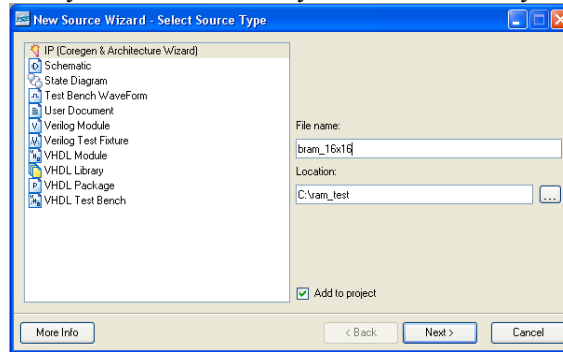 New Source Wizard - Select Source Type
IP (Coregen & Architecture Wizard)
Schematic
State Diagram
Test Bench WaveForm
User Document
Verilog Module
Verilog Test Fixture
VHDL Module
VHDL Library
VHDL Package
VHDL Test Bench
File name:
bram_16x16
Location:
C:\ram_test
...
Add to project
More Info
< Back
Next >
Cancel